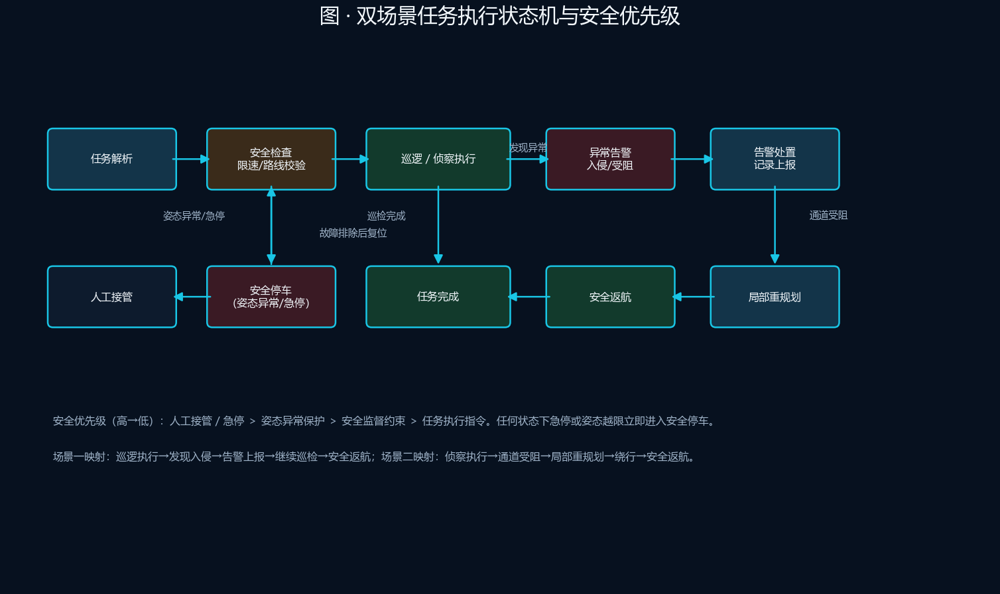 图 · 双场景任务执行状态机与安全优先级
任务解析
安全检查
限速/路线校验
巡逻 / 侦察执行
发现异常
异常告警
入侵/受阻
告警处置
记录上报
姿态异常/急停
巡检完成
故障排除后复位
通道受阻
人工接管
安全停车
(姿态异常/急停)
任务完成
安全返航
局部重规划
安全优先级（高→低）：人工接管 / 急停 > 姿态异常保护 > 安全监督约束 > 任务执行指令。任何状态下急停或姿态越限立即进入安全停车。
场景一映射：巡逻执行→发现入侵→告警上报→继续巡检→安全返航；场景二映射：侦察执行→通道受阻→局部重规划→绕行→安全返航。